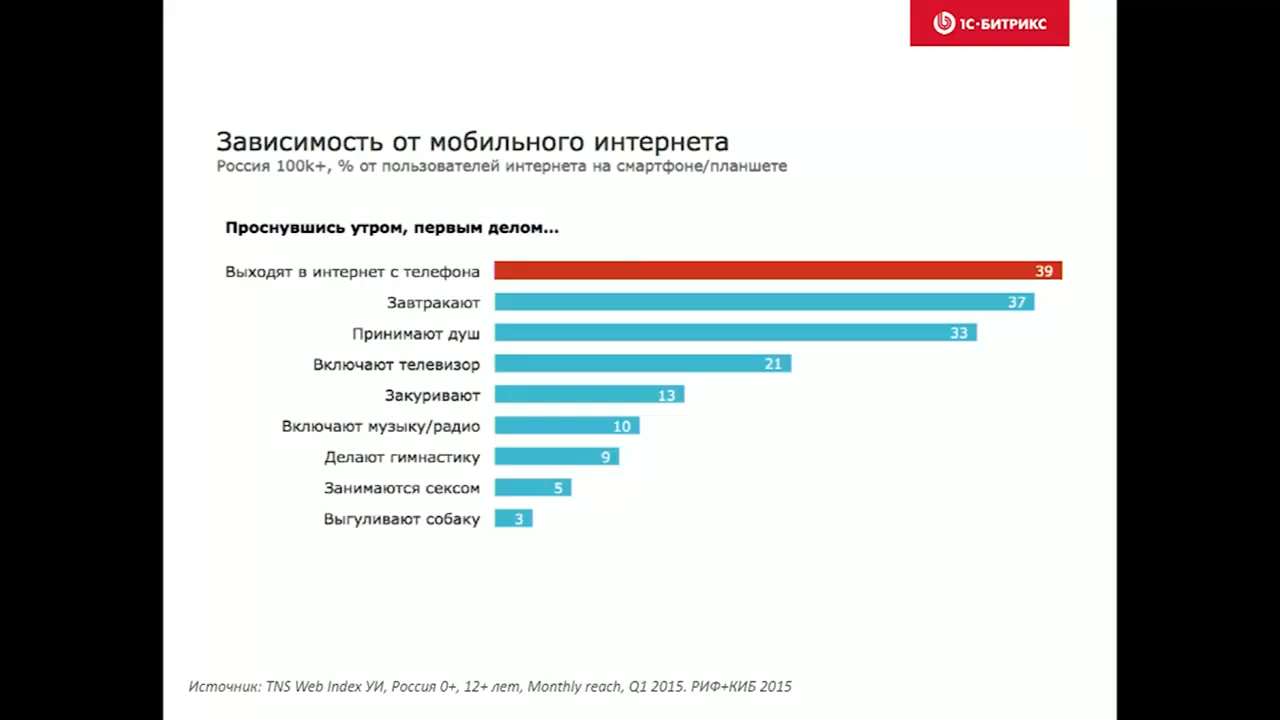 1С-БИТРИКС
Зависимость от мобильного интернета
Россия 100k+, % от пользователей интернета на смартфоне/планшете
Проснувшись утром, первым делом...
Выходят в интернет с телефона 39
Завтракают 37
Принимают душ 33
Включают телевизор 21
Закуривают 13
Включают музыку/радио 10
Делают гимнастику 9
Занимаются сексом 5
Выгуливают собаку 3
Источник: TNS Web Index УИ, Россия 0+, 12+ лет, Monthly reach, Q1 2015. РИФ+КИБ 2015